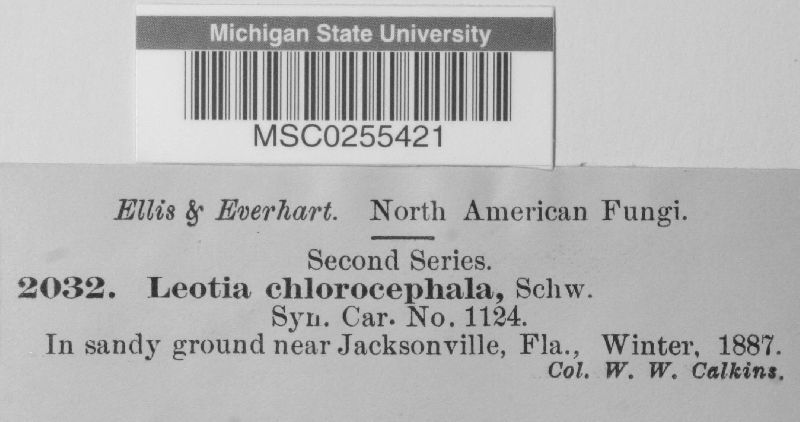 Michigan State University
MSC0255421
Ellis & Everhart. North American Fungi.
Second Series.
2032. Leotia chlorocephala, Schw.
Syn. Car. No. 1124.
In sandy ground near Jacksonville, Fla., Winter, 1887.
Col. W. W. Calkins.